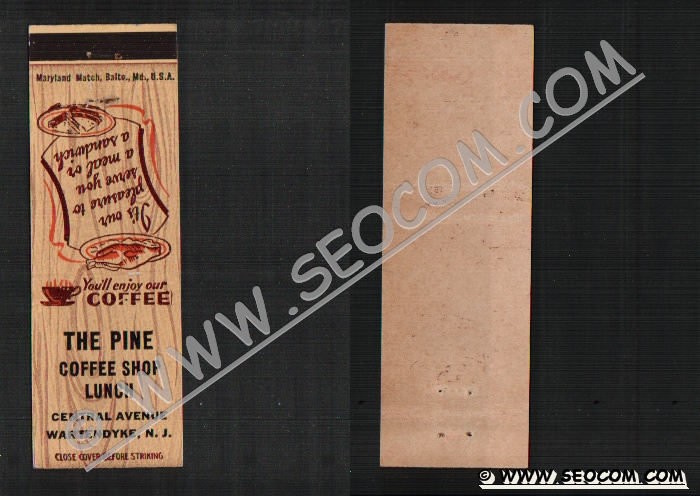 Maryland Match, Balto., Md., U.S.A.
It's our
pleasure to
serve you
a meal or
a sandwich
You'll enjoy our
COFFEE
THE PINE
COFFEE SHOP
LUNCH
CENTRAL AVENUE
WARTENDYKE, N. J.
CLOSE COVER BEFORE STRIKING
© WWW.SEOCOM.COM
© WWW.SEOCOM.COM